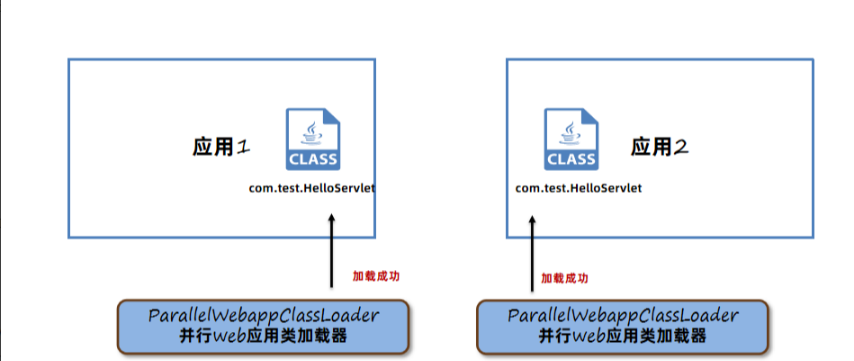 应用1
CLASS
com.test.HelloServlet
加载成功
ParallelWebappClassLoader
并行Web应用类加载器
CLASS
应用2
com.test.HelloServlet
加载成功
ParallelWebappClassLoader
并行Web应用类加载器